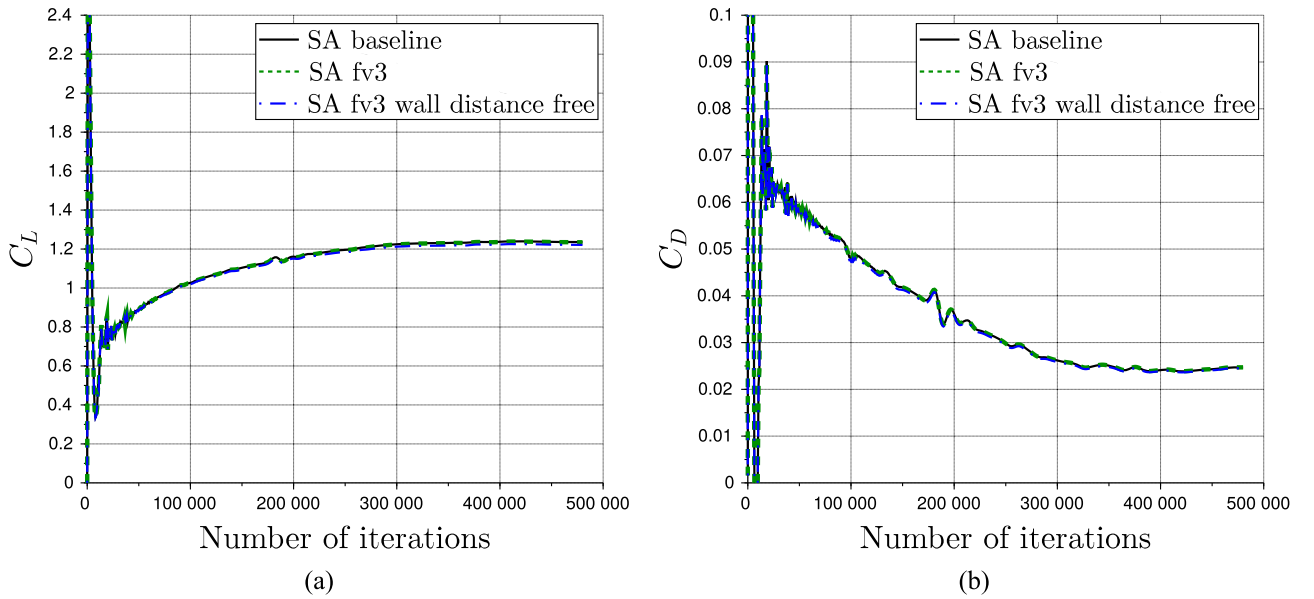 2.4
2.2
2
1.8
1.6
1.4
1.2
1
0.8
0.6
0.4
0.2
0
C_L
SA baseline
SA fv3
SA fv3 wall distance free
0 100 000 200 000 300 000 400 000 500 000
Number of iterations
(a)
0.1
0.09
0.08
0.07
0.06
0.05
0.04
0.03
0.02
0.01
0
C_D
SA baseline
SA fv3
SA fv3 wall distance free
0 100 000 200 000 300 000 400 000 500 000
Number of iterations
(b)